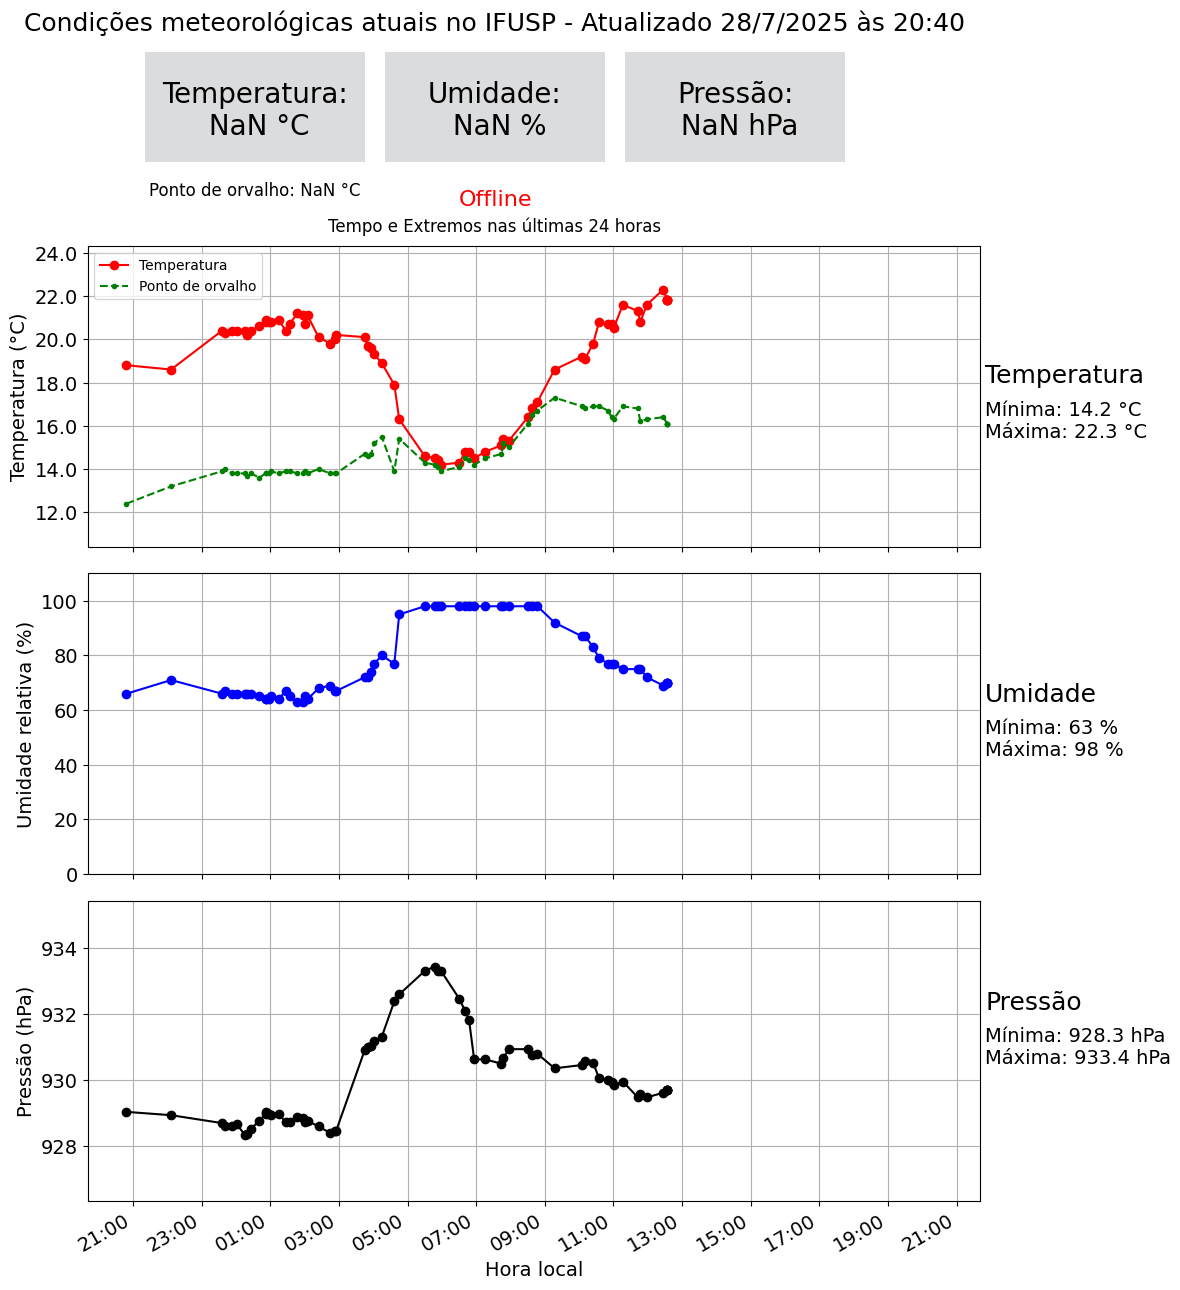 Condições meteorológicas atuais no IFUSP - Atualizado 28/7/2025 às 20:40
Temperatura:
NaN °C
Umidade:
NaN %
Pressão:
NaN hPa
Ponto de orvalho: NaN °C
Offline
Tempo e Extremos nas últimas 24 horas
Temperatura (°C)
24.0
22.0
20.0
18.0
16.0
14.0
12.0
Temperatura
Ponto de orvalho
Temperatura
Mínima: 14.2 °C
Máxima: 22.3 °C
Umidade relativa (%)
100
80
60
40
20
0
Umidade
Mínima: 63 %
Máxima: 98 %
Pressão (hPa)
934
932
930
928
Pressão
Mínima: 928.3 hPa
Máxima: 933.4 hPa
21:00 23:00 01:00 03:00 05:00 07:00 09:00 11:00 13:00 15:00 17:00 19:00 21:00
Hora local